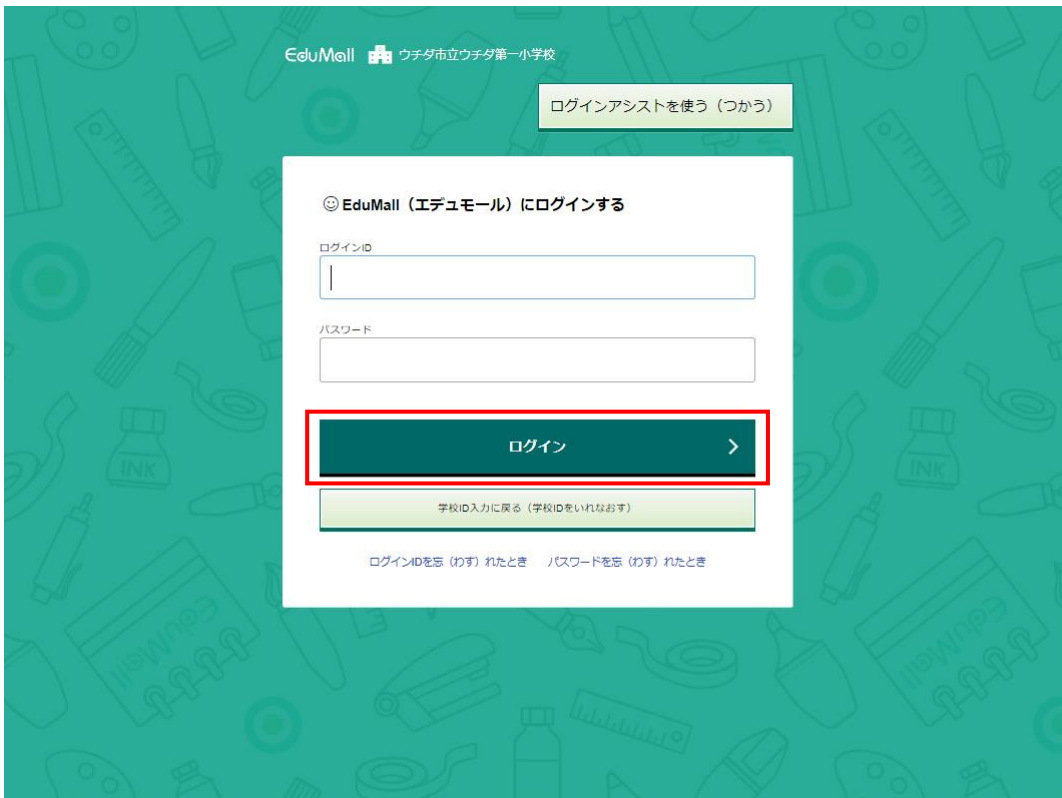 EduMall ウチダ市立ウチダ第一小学校
ログインアシストを使う（つかう）
EduMall（エデュモール）にログインする
ログインID
パスワード
ログイン
学校ID入力に戻る（学校IDをいれなおす）
ログインIDを忘（わす）れたとき パスワードを忘（わす）れたとき
INK
INK
EduMall
EduMall